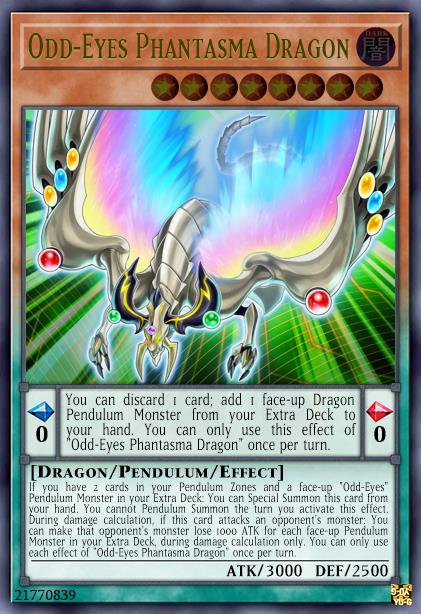 Odd-Eyes Phantasma Dragon
DARK
闇
0
You can discard 1 card; add 1 face-up Dragon
Pendulum Monster from your Extra Deck to
your hand. You can only use this effect of
"Odd-Eyes Phantasma Dragon" once per turn.
0
[Dragon/Pendulum/Effect]
If you have 2 cards in your Pendulum Zones and a face-up "Odd-Eyes"
Pendulum Monster in your Extra Deck: You can Special Summon this card from
your hand. You cannot Pendulum Summon the turn you activate this effect.
During damage calculation, if this card attacks an opponent's monster: You
can make that opponent's monster lose 1000 ATK for each face-up Pendulum
Monster in your Extra Deck, during damage calculation only. You can only use
each effect of "Odd-Eyes Phantasma Dragon" once per turn.
ATK/3000 DEF/2500
21770839